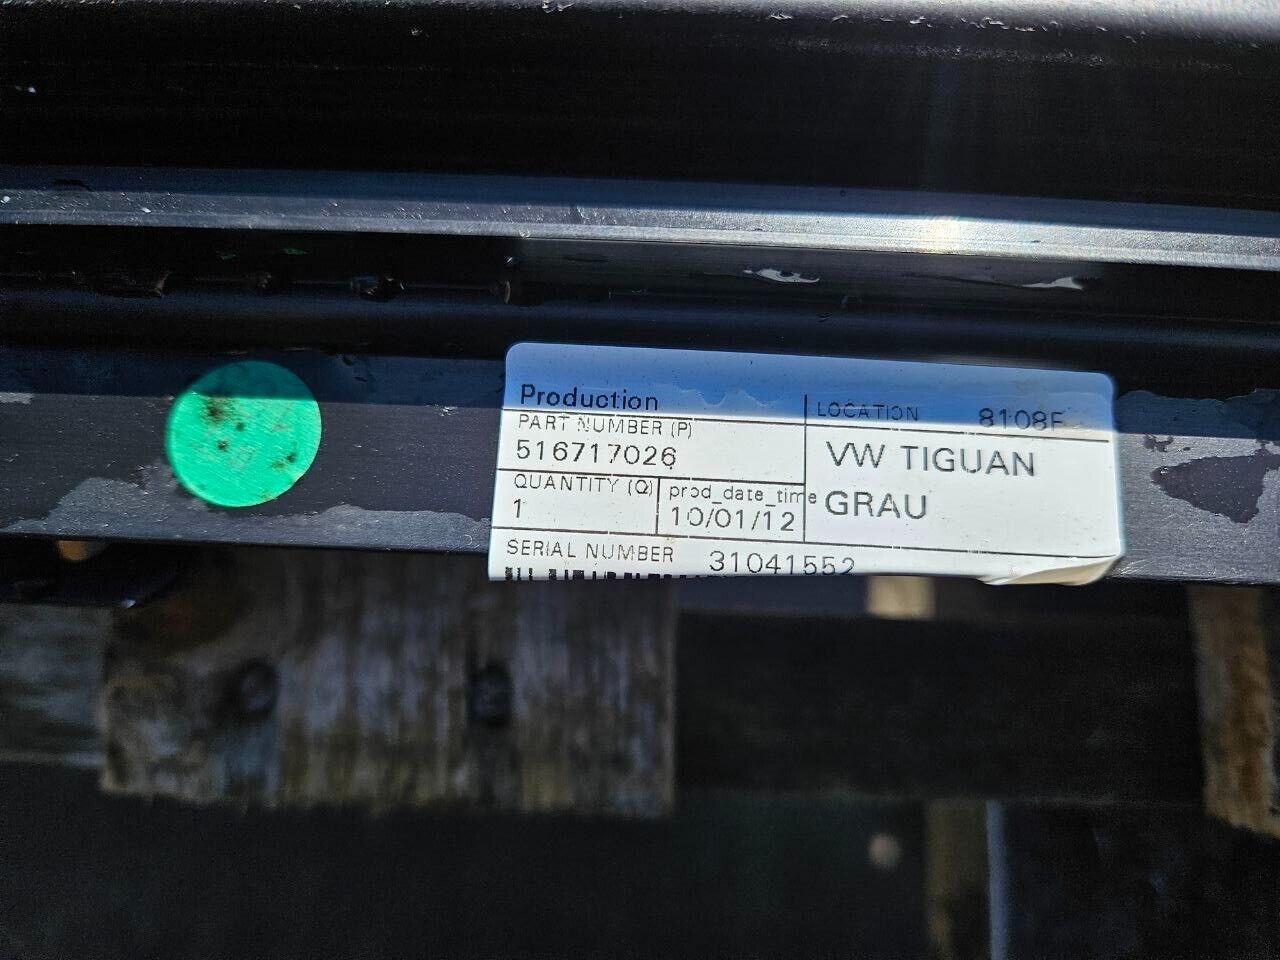 Production
LOCATION 8108F
PART NUMBER (P)
516717026
VW TIGUAN
GRAU
QUANTITY (Q)
1
prod_date_time
10/01/12
SERIAL NUMBER 31041552